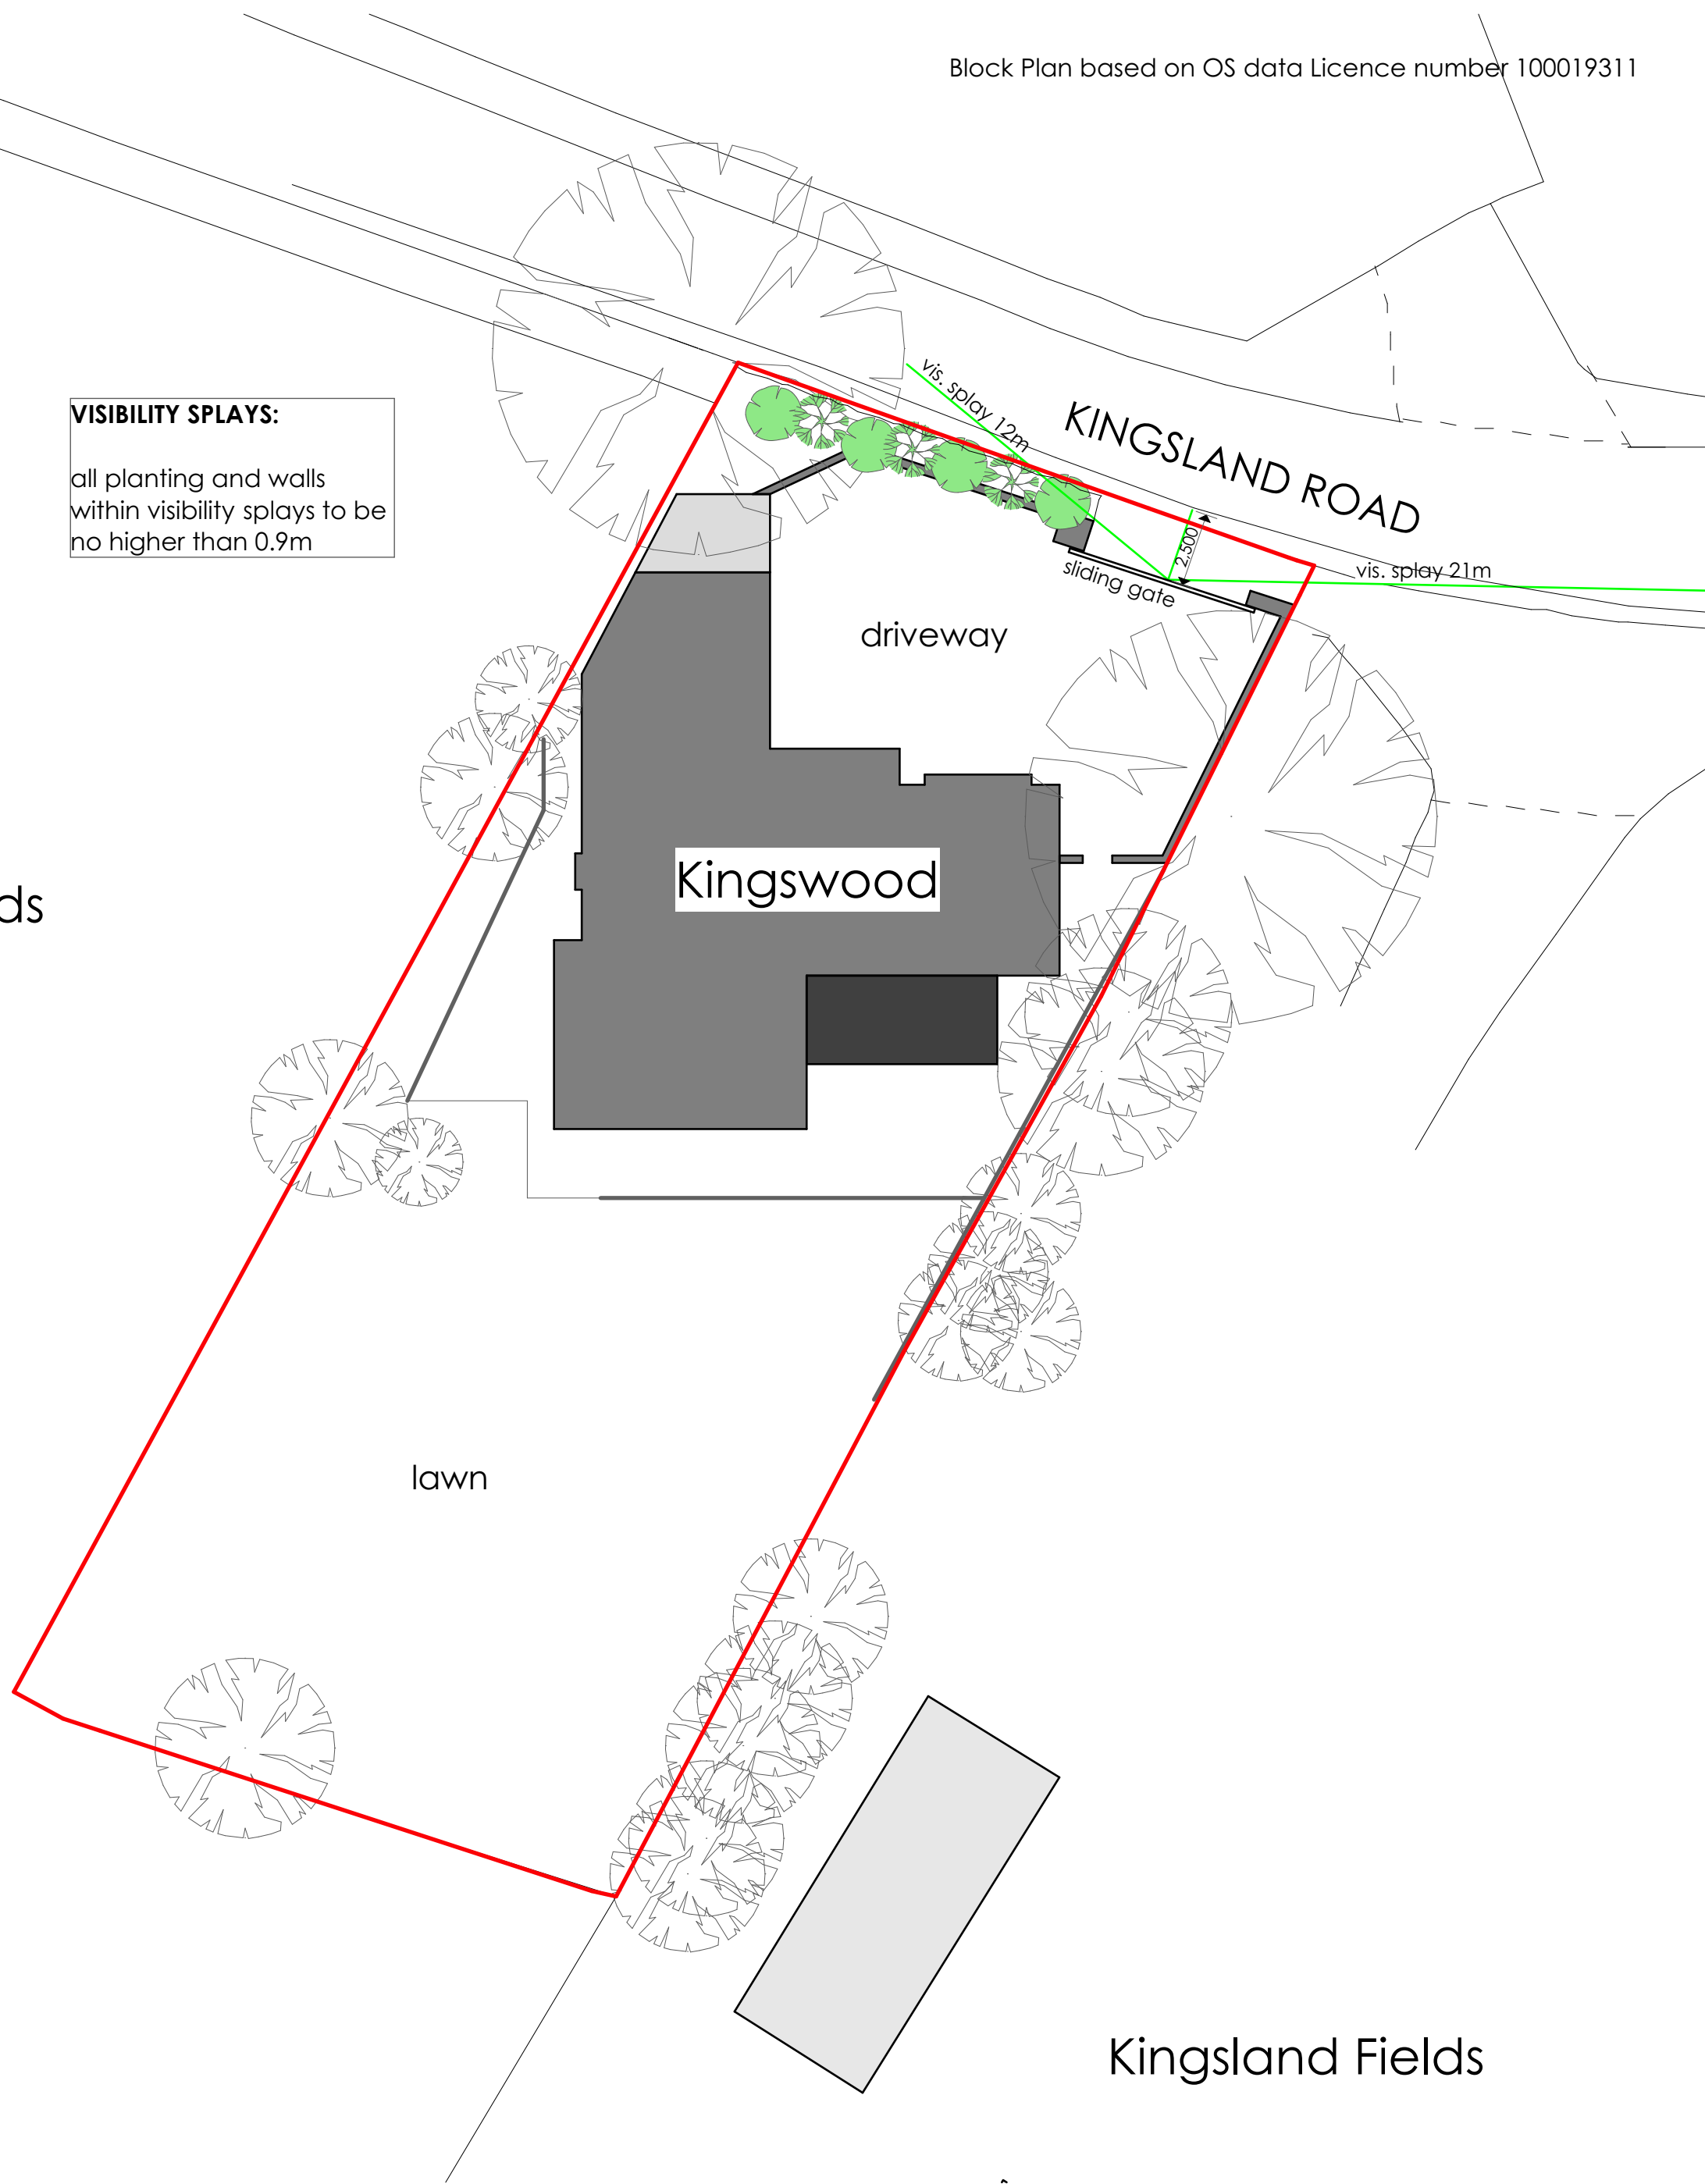 Block Plan based on OS data Licence number 100019311
vis. splay 12m
KINGSLAND ROAD
VISIBILITY SPLAYS:
all planting and walls
within visibility splays to be
no higher than 0.9m
2,500
vis. splay 21m
sliding gate
driveway
Kingswood
ds
lawn
Kingsland Fields